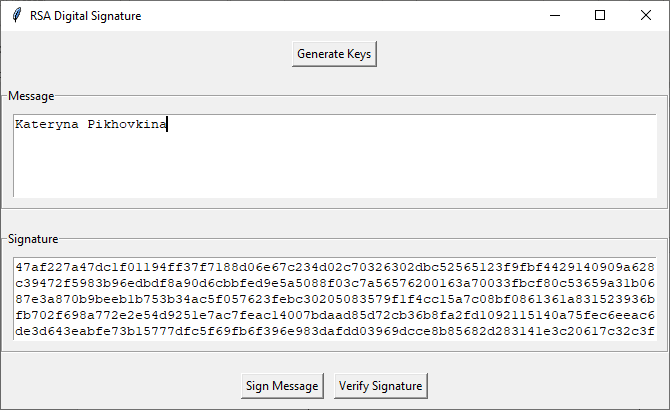 RSA Digital Signature
Generate Keys
Message
Kateryna Pikhovkina
Signature
47af227a47dc1f01194ff37f7188d06e67c234d02c70326302dbc52565123f9fbf4429140909a628
c39472f5983b96edbdf8a90d6cbbfed9e5a5088f03c7a56576200163a70033fbcf80c53659a31b06
87e3a870b9beeb1b753b34ac5f057623febc30205083579f1f4cc15a7c08bf0861361a831523936b
fb702f698a772e2e54d9251e7ac7feac14007bdaad85d72cb36b8fa2fd1092115140a75fec6eeac6
de3d643eabfe73b15777dfc5f69fb6f396e983dafdd03969dcce8b85682d283141e3c20617c32c3f
Sign Message
Verify Signature